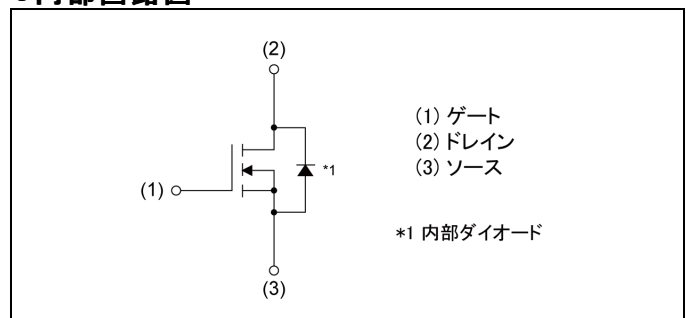 (2)
(1) ゲート
(2) ドレイン
(3) ソース
*1
(1)
*1 内部ダイオード
(3)